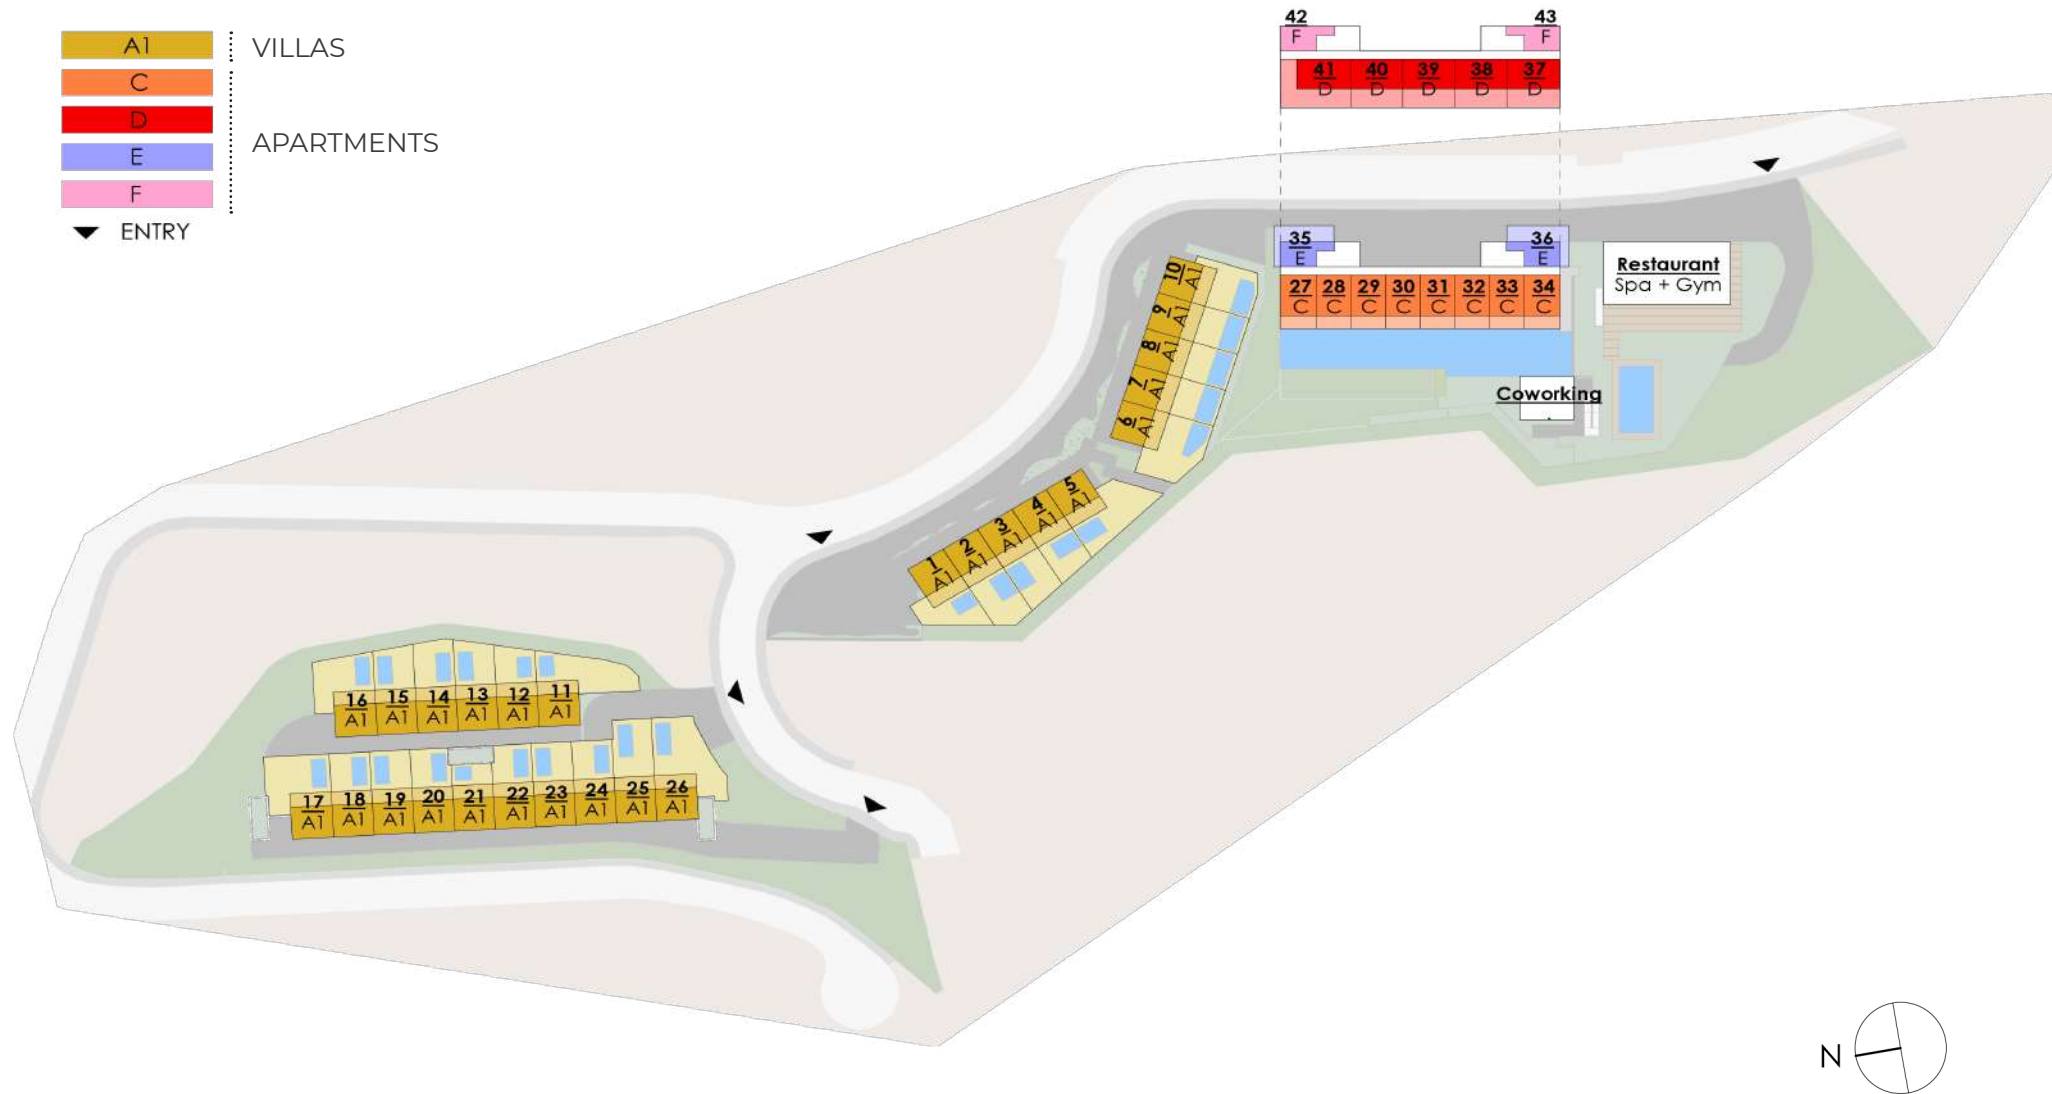 A1
VILLAS
C
D
APARTMENTS
E
F
ENTRY
42
F
43
F
41
D
40
D
39
D
38
D
37
D
35
E
36
E
27
C
28
C
29
C
30
C
31
C
32
C
33
C
34
C
Restaurant
Spa + Gym
Coworking
10
A1
9
A1
8
A1
7
A1
6
A1
5
A1
4
A1
3
A1
2
A1
1
A1
16
A1
15
A1
14
A1
13
A1
12
A1
11
A1
17
A1
18
A1
19
A1
20
A1
21
A1
22
A1
23
A1
24
A1
25
A1
26
A1
N